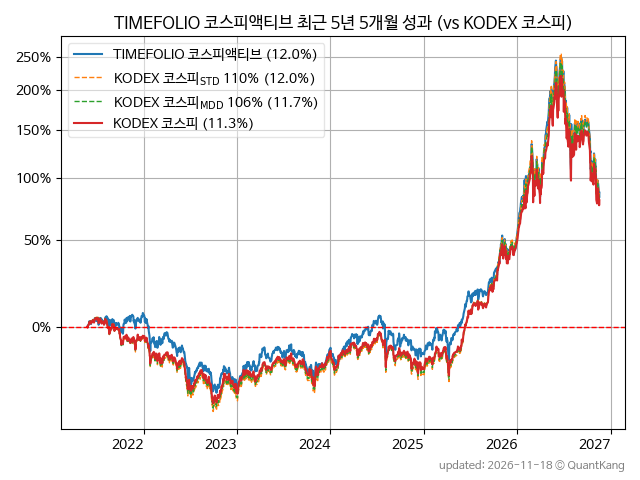 TIMEFOLIO 코스피액티브 최근 5년 5개월 성과 (vs KODEX 코스피)
TIMEFOLIO 코스피액티브 (12.0%)
KODEX 코스피STD 110% (12.0%)
KODEX 코스피MDD 106% (11.7%)
KODEX 코스피 (11.3%)
250%
200%
150%
100%
50%
0%
2022 2023 2024 2025 2026 2027
updated: 2026-11-18 © QuantKang